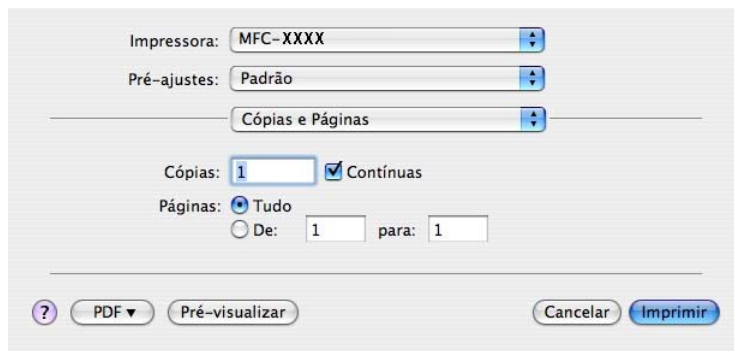 Impressora: MFC-XXXX
Pré-ajustes: Padrão
Cópias e Páginas
Cópias: 1 Contínuas
Páginas: Tudo
De: 1 para: 1
? PDF▼ Pré-visualizar Cancelar Imprimir